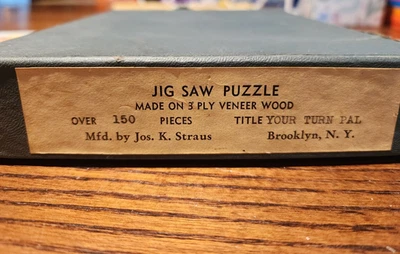 JIG SAW PUZZLE
MADE ON 3 PLY VENEER WOOD
OVER 150 PIECES TITLE YOUR TURN PAL
Mfd. by Jos. K. Straus Brooklyn, N. Y.